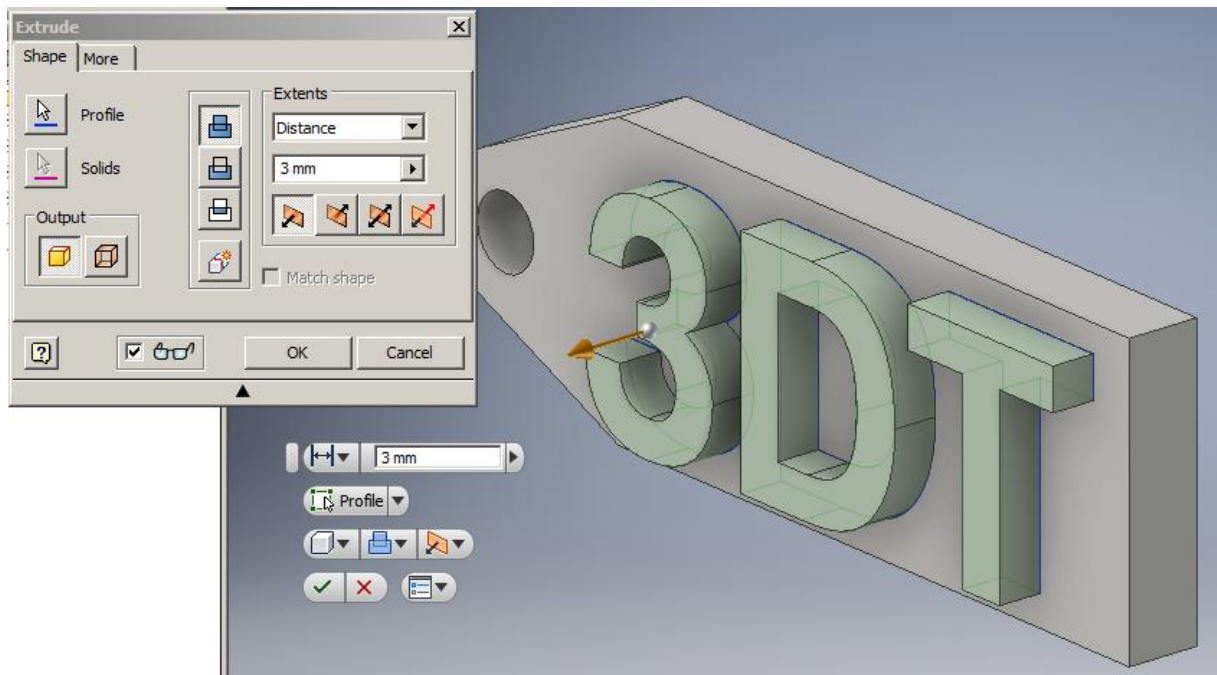 Extrude
Shape More
Profile
Solids
Output
Extents
Distance
3 mm
Match shape
OK Cancel
3 mm
Profile
3DT